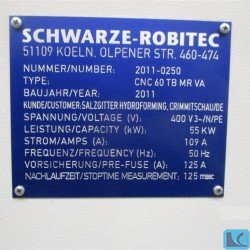 SCHWARZE-ROBITEC
51109 KOELN, OLPENER STR. 460-474
NUMMER/NUMBER: 2011-0250
TYPE: CNC 60 TB MR VA
BAUJAHR/YEAR: 2011
KUNDE/CUSTOMER: SALZGITTER HYDROFORMING, CRIMMITSCHAU/DE
SPANNUNG/VOLTAGE (V): 400 V3~/N/PE
LEISTUNG/CAPACITY (kW): 55 KW
STROM/AMPS (A): 109 A
FREQUENZ/FREQUENCY (Hz): 50 Hz
VORSICHERUNG/PRE-FUSE (A): 125 A
NACHLAUFZEIT/STOPTIME MEASUREMENT: 125 msec